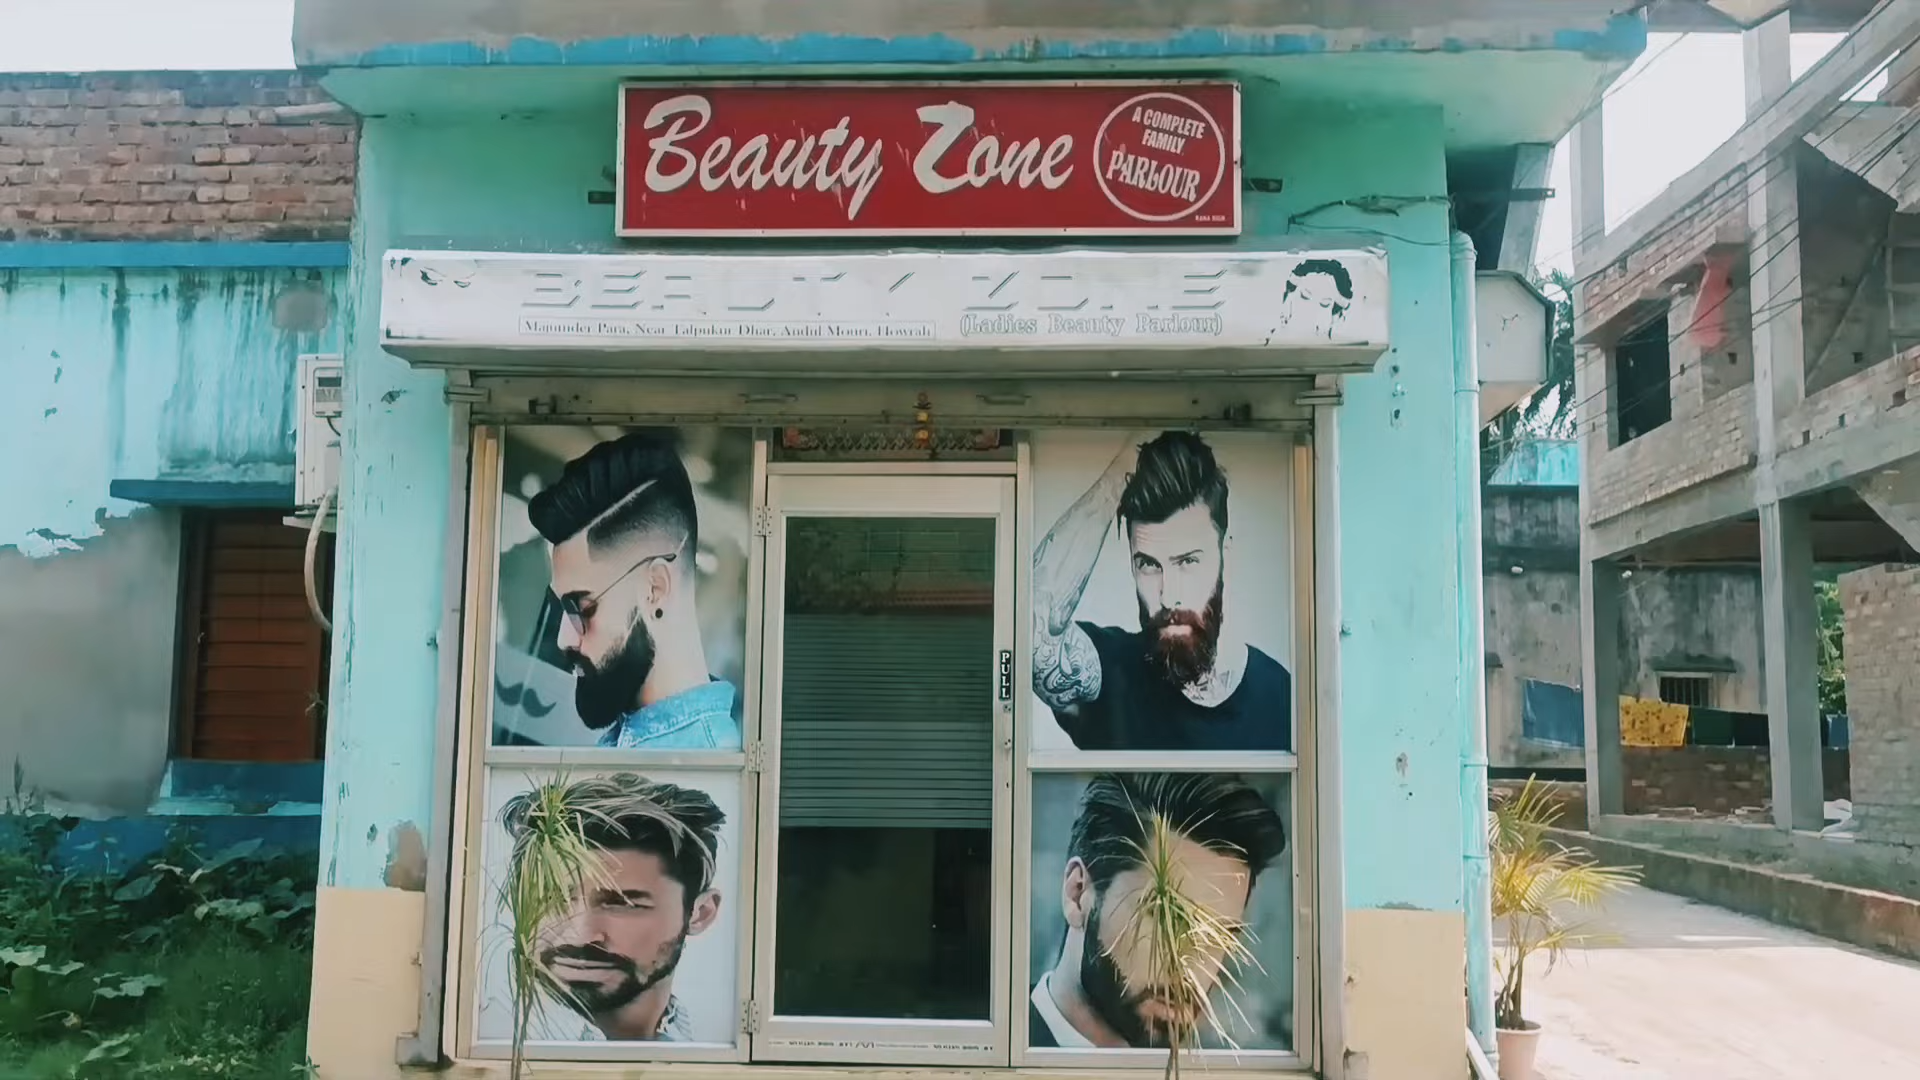 Beauty Zone
A COMPLETE
FAMILY
PARLOUR
BEAUTY ZONE
Majumder Para, Near Talpukur Dhar, Andul Mouri, Howrah
(Ladies Beauty Parlour)
PULL